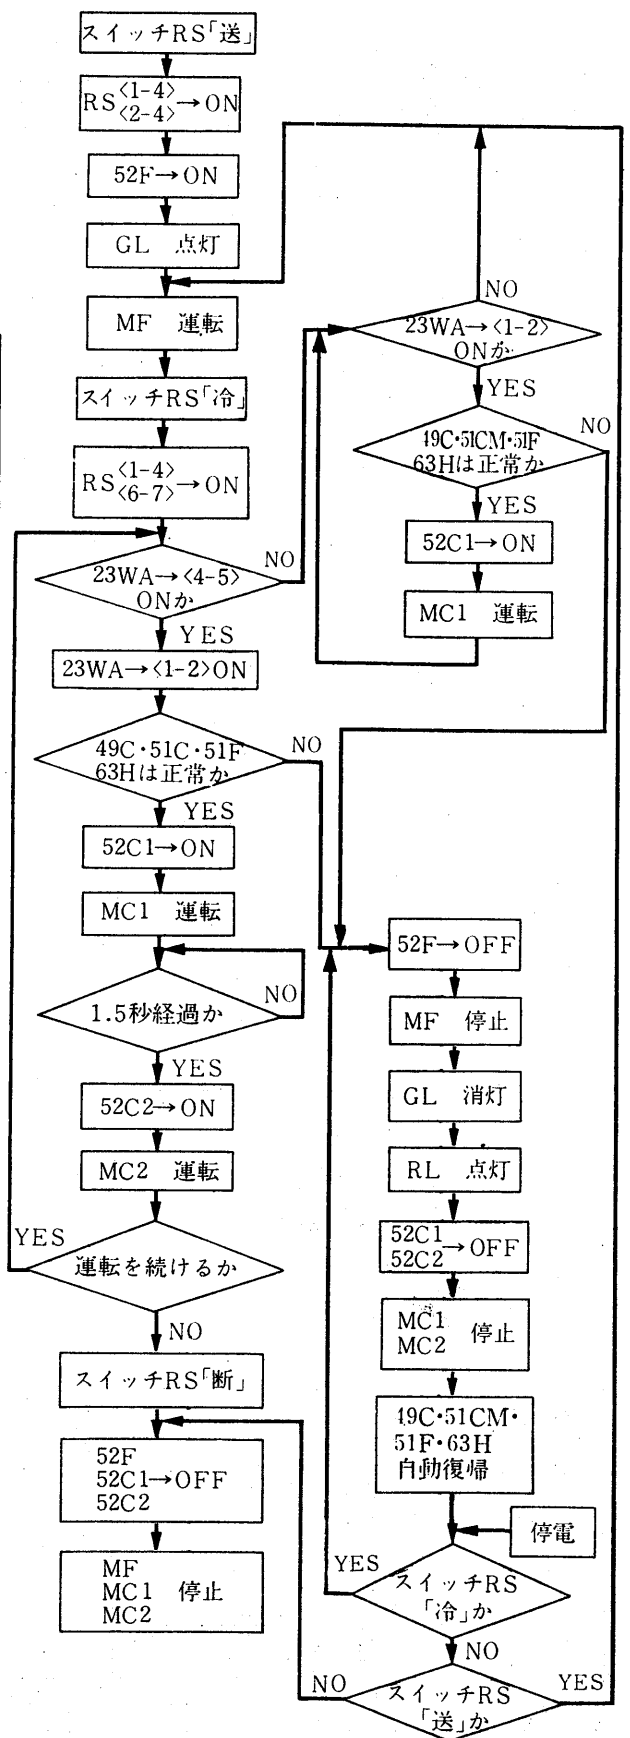 スイッチRS「送」
RS<1-4>→ON
<2-4>
52F→ON
GL 点灯
MF 運転
スイッチRS「冷」
RS<1-4>→ON
<6-7>
23WA→<4-5>
ONか
NO
YES
23WA→<1-2>ON
49C・51C・51F
63Hは正常か
NO
YES
52C1→ON
MC1 運転
1.5秒経過か
NO
YES
52C2→ON
MC2 運転
運転を続けるか
YES
NO
スイッチRS「断」
52F
52C1→OFF
52C2
MF
MC1 停止
MC2
NO
23WA→<1-2>
ONか
YES
49C・51CM・51F
63Hは正常か
NO
YES
52C1→ON
MC1 運転
52F→OFF
MF 停止
GL 消灯
RL 点灯
52C1→OFF
52C2
MC1 停止
MC2
49C・51CM・
51F・63H
自動復帰
停電
スイッチRS
「冷」か
YES
NO
スイッチRS
「送」か
NO
YES